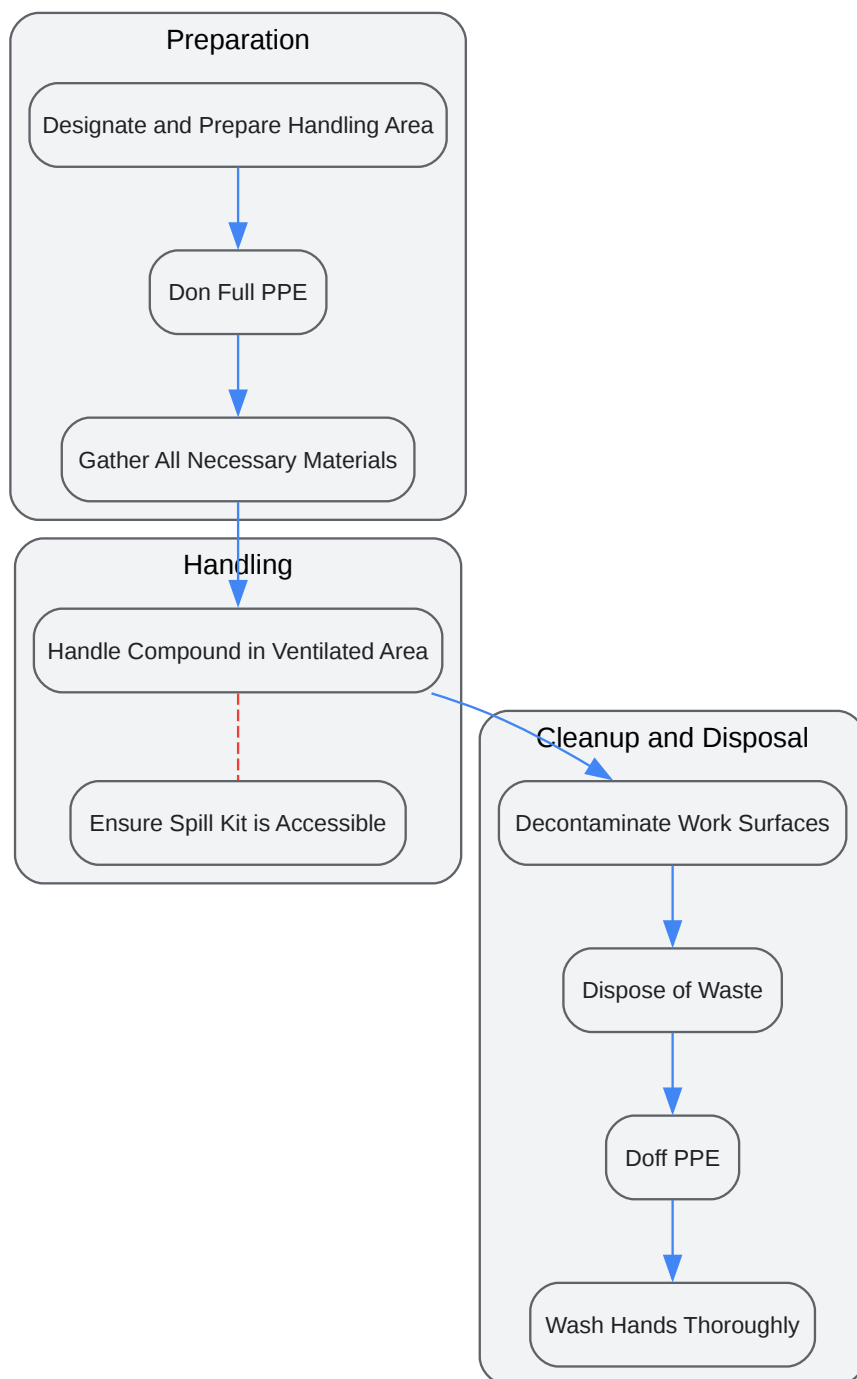 Preparation
Designate and Prepare Handling Area
Don Full PPE
Gather All Necessary Materials
Handling
Handle Compound in Ventilated Area
Ensure Spill Kit is Accessible
Cleanup and Disposal
Decontaminate Work Surfaces
Dispose of Waste
Doff PPE
Wash Hands Thoroughly